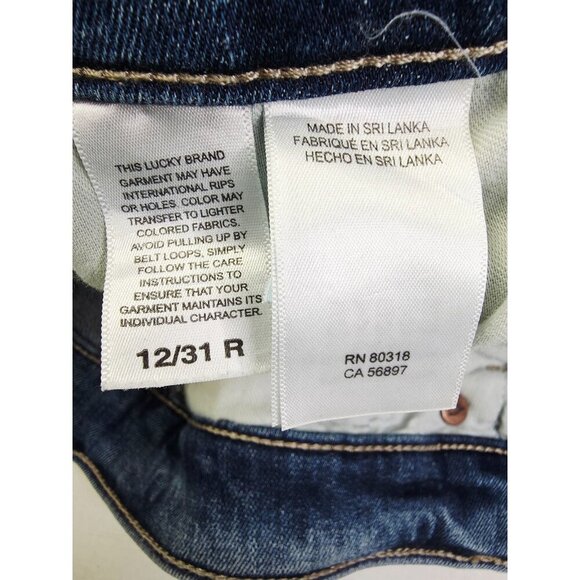 THIS LUCKY BRAND
GARMENT MAY HAVE
INTERNATIONAL RIPS
OR HOLES. COLOR MAY
TRANSFER TO LIGHTER
COLORED FABRICS.
AVOID PULLING UP BY
BELT LOOPS, SIMPLY
FOLLOW THE CARE
INSTRUCTIONS TO
ENSURE THAT YOUR
GARMENT MAINTAINS ITS
INDIVIDUAL CHARACTER.
12/31 R
MADE IN SRI LANKA
FABRIQUÉ EN SRI LANKA
HECHO EN SRI LANKA
RN 80318
CA 56897